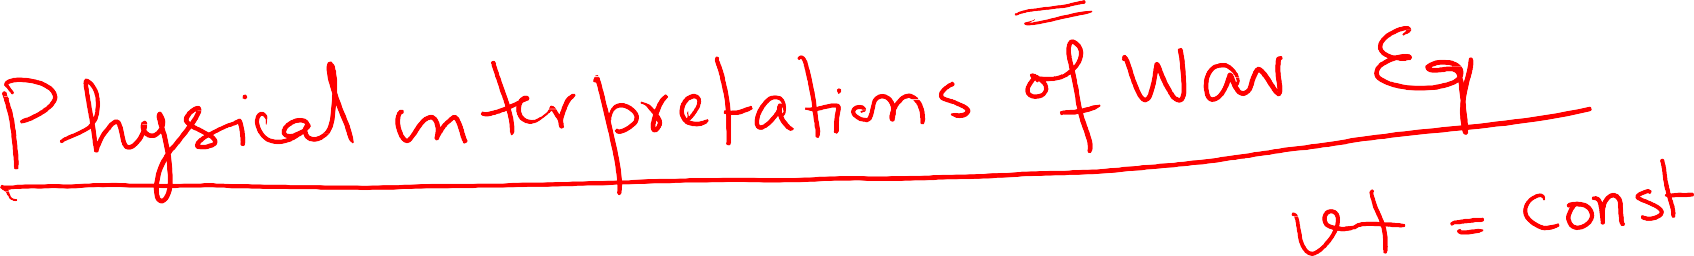 Physical interpretations of Wav Eq
vt = const